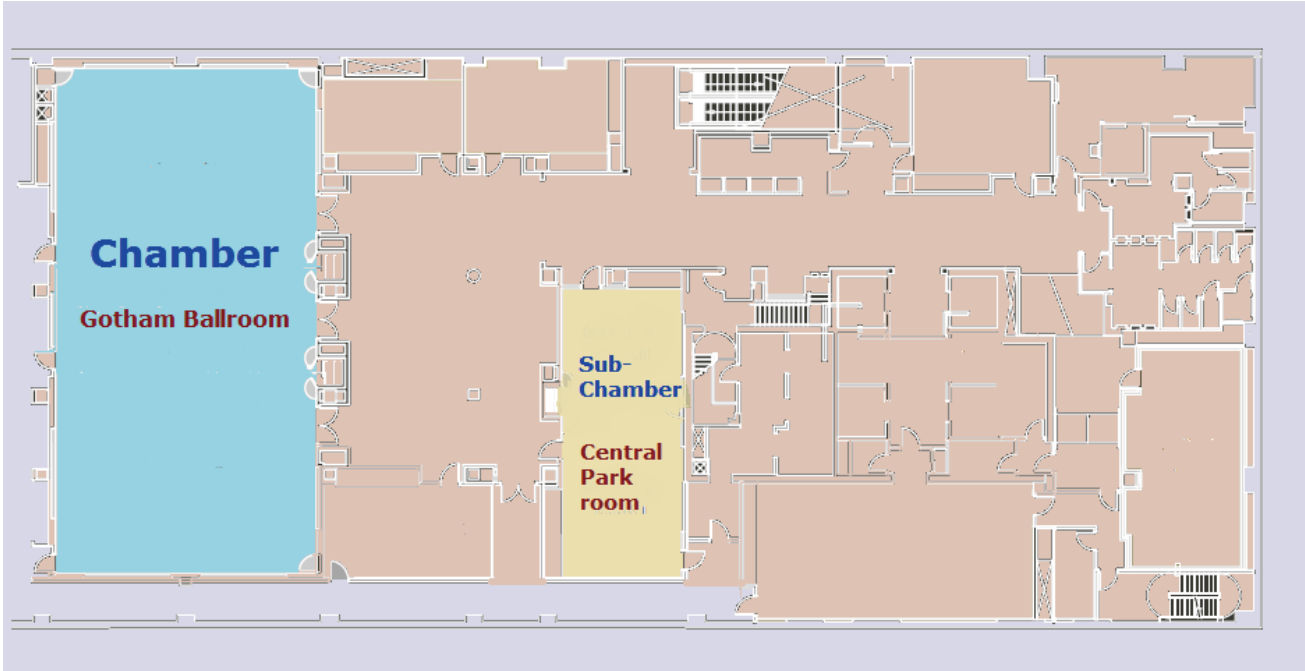 Chamber
Gotham Ballroom
Sub-
Chamber
Central
Park
room